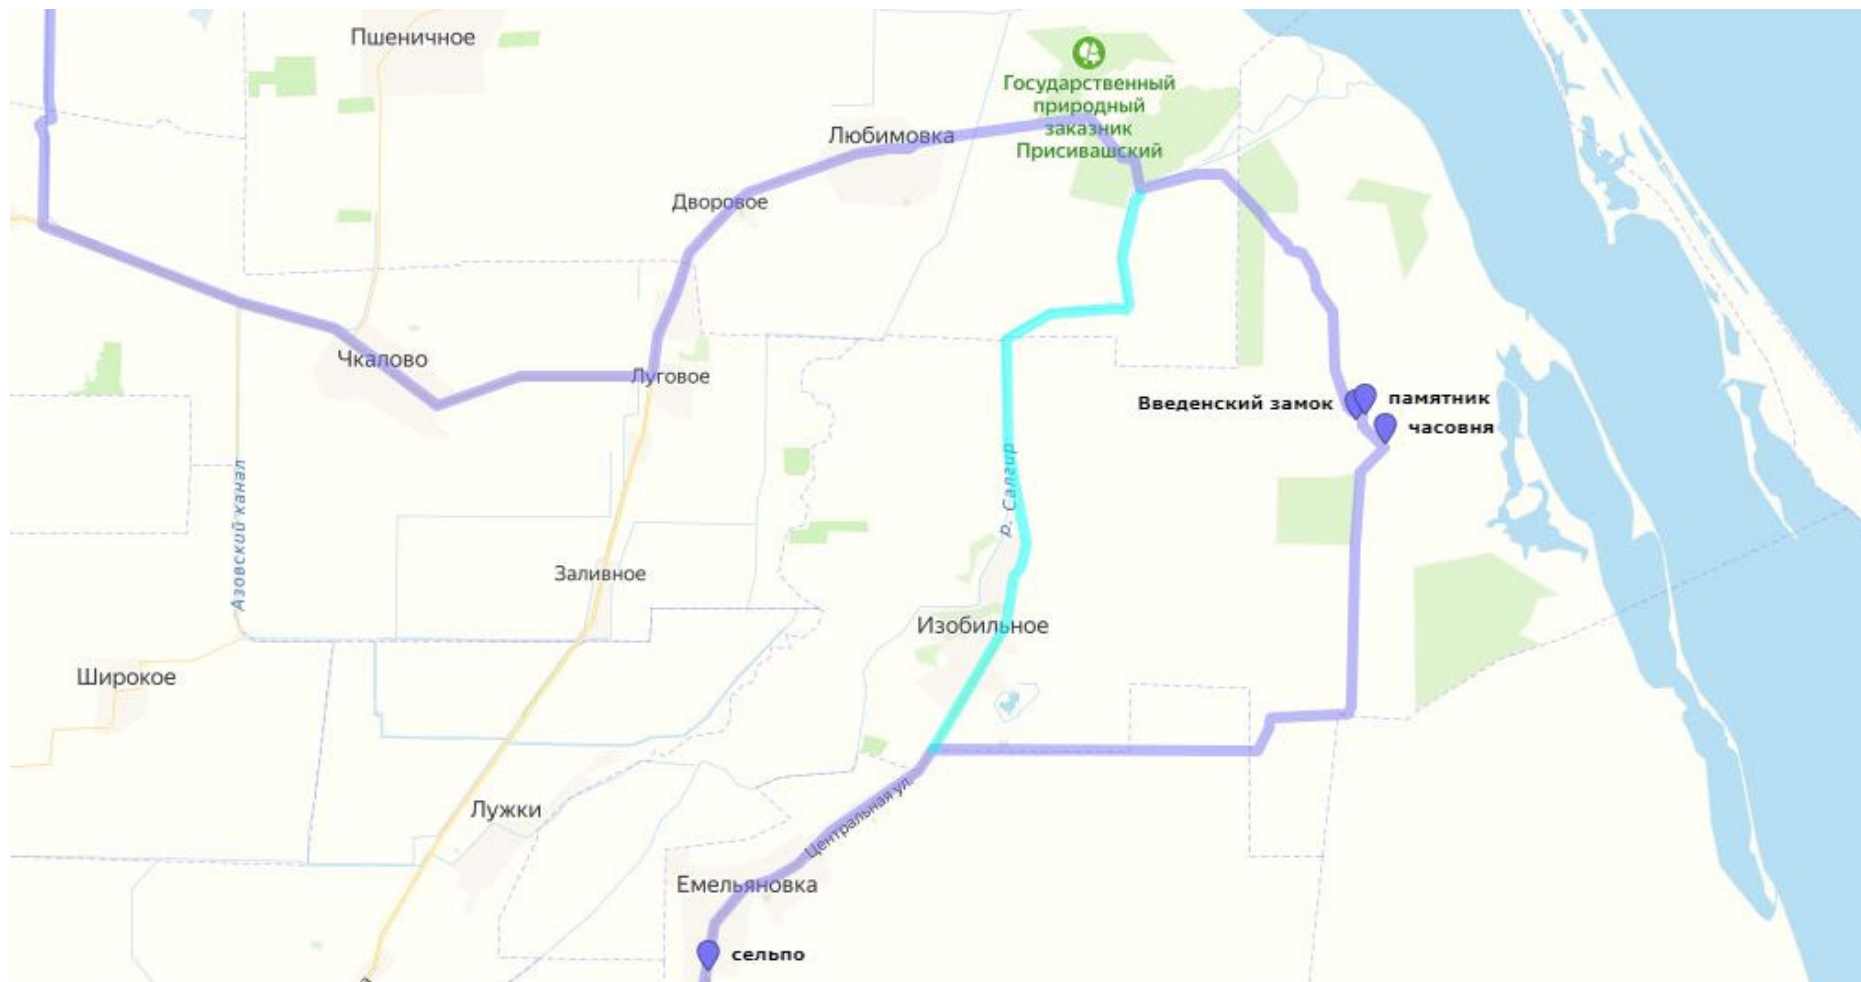 Пшеничное
Государственный
природный
заказник
Присивашский
Любимовка
Дворовое
Чкалово
Луговое
Введенский замок
памятник
часовня
р. Салгир
Азовский канал
Заливное
Изобильное
Широкое
Лужки
Центральная ул.
Емельяновка
сельпо